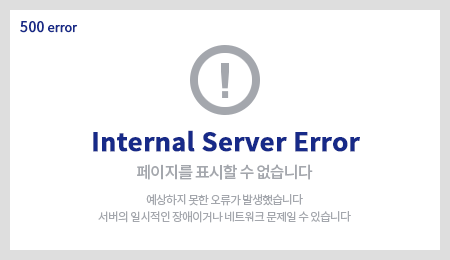 500 error
Internal Server Error
페이지를 표시할 수 없습니다
예상하지 못한 오류가 발생했습니다
서버의 일시적인 장애이거나 네트워크 문제일 수 있습니다